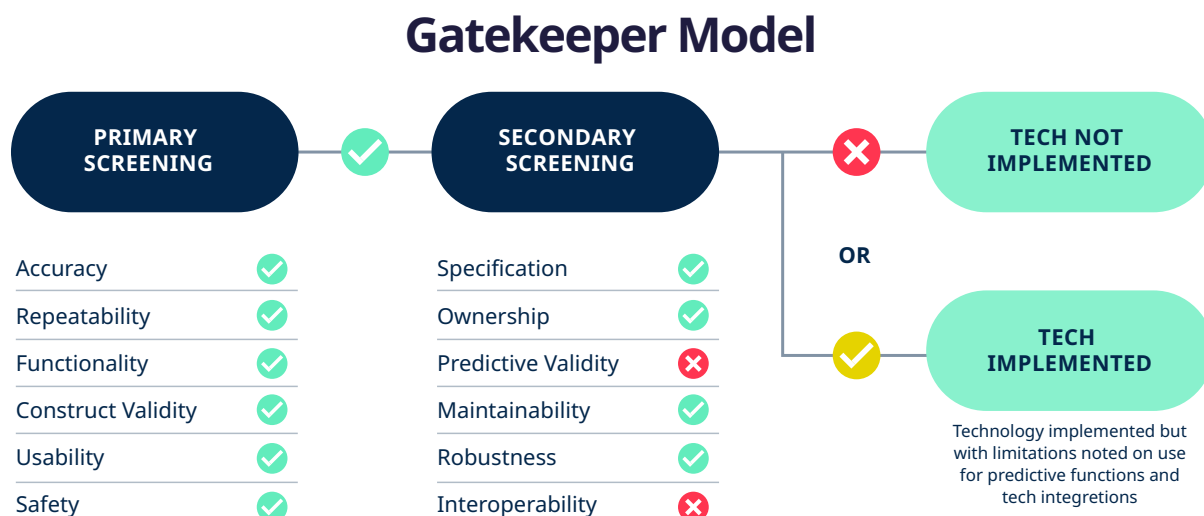 Gatekeeper Model
PRIMARY
SCREENING
SECONDARY
SCREENING
TECH NOT
IMPLEMENTED
OR
TECH
IMPLEMENTED
Technology implemented but
with limitations noted on use
for predictive functions and
tech integretions
Accuracy
Repeatability
Functionality
Construct Validity
Usability
Safety
Specification
Ownership
Predictive Validity
Maintainability
Robustness
Interoperability